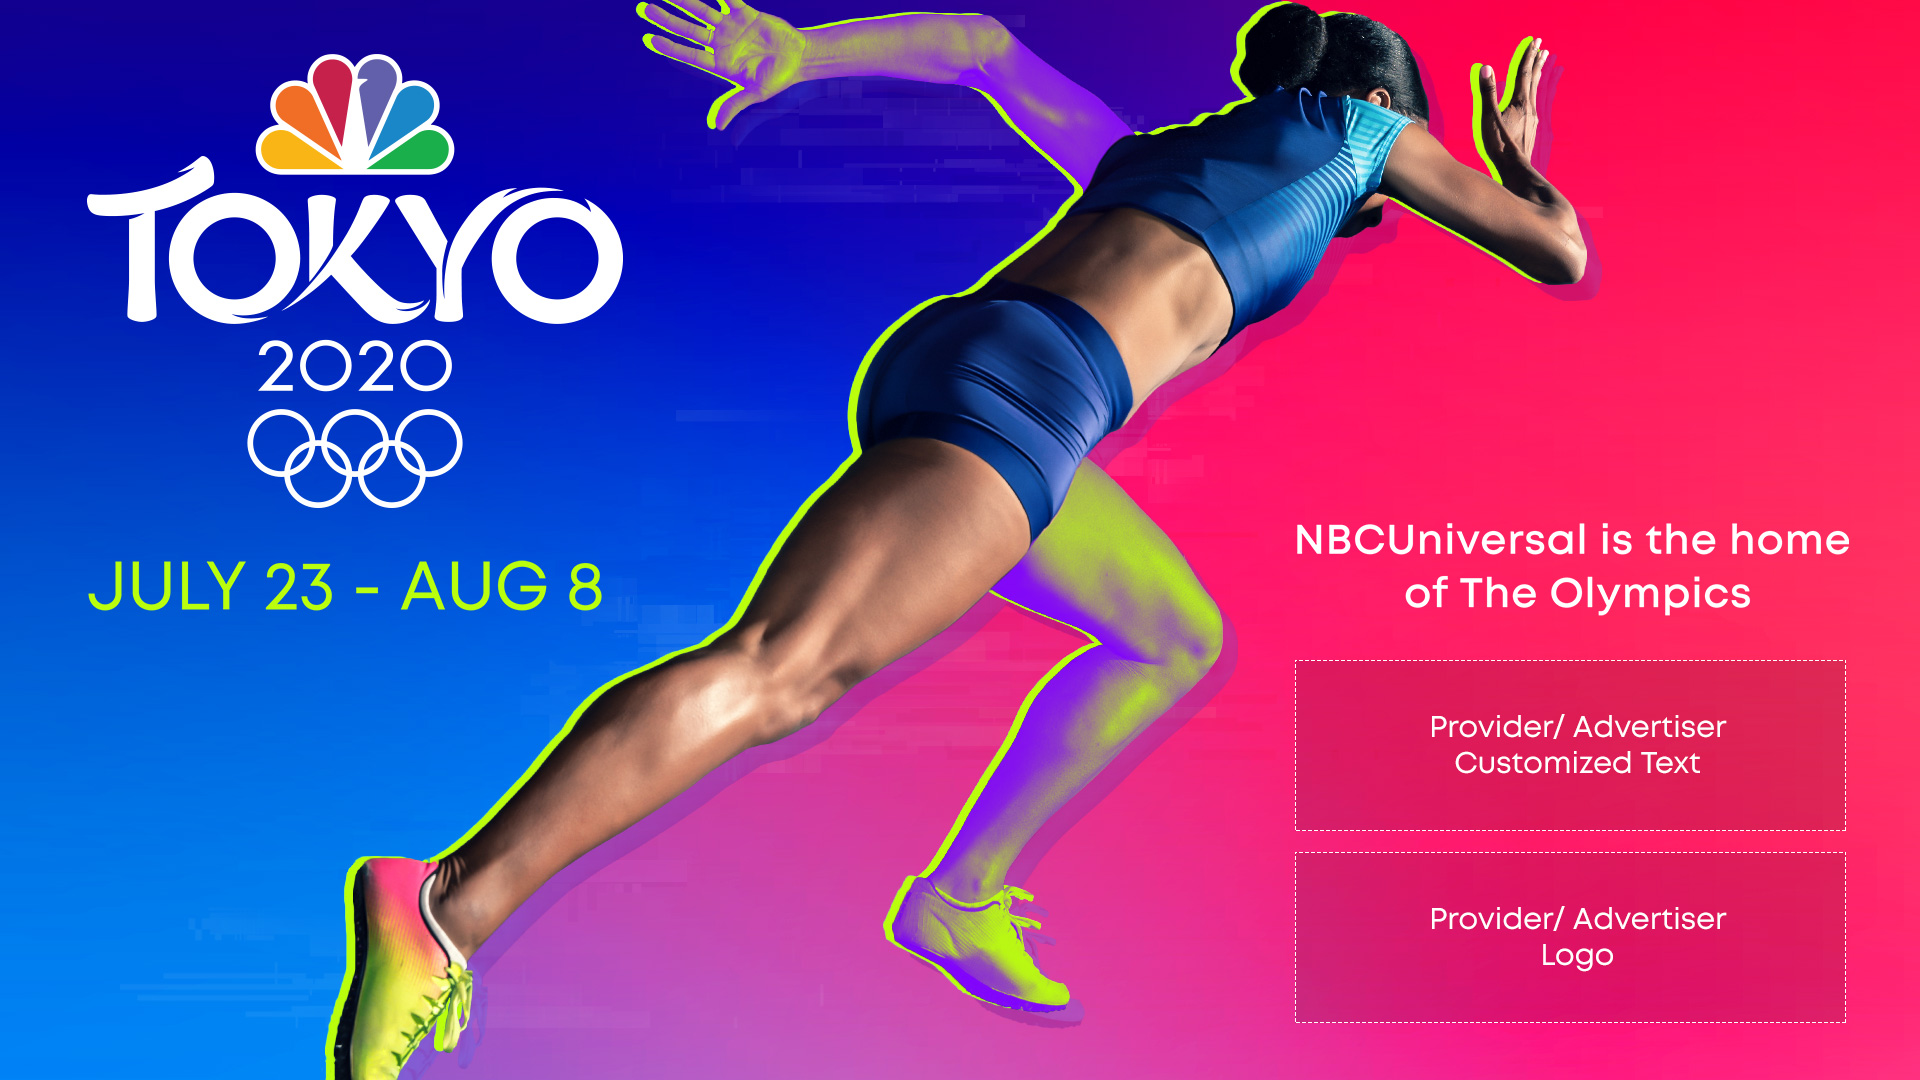 TOKYO
2020
JULY 23 - AUG 8
NBCUniversal is the home
of The Olympics
Provider/ Advertiser
Customized Text
Provider/ Advertiser
Logo